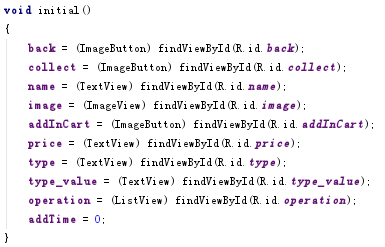 void initial()
{
    back = (ImageButton) findViewById(R.id.back);
    collect = (ImageButton) findViewById(R.id.collect);
    name = (TextView) findViewById(R.id.name);
    image = (ImageView) findViewById(R.id.image);
    addInCart = (ImageButton) findViewById(R.id.addInCart);
    price = (TextView) findViewById(R.id.price);
    type = (TextView) findViewById(R.id.type);
    type_value = (TextView) findViewById(R.id.type_value);
    operation = (ListView) findViewById(R.id.operation);
    addTime = 0;
}